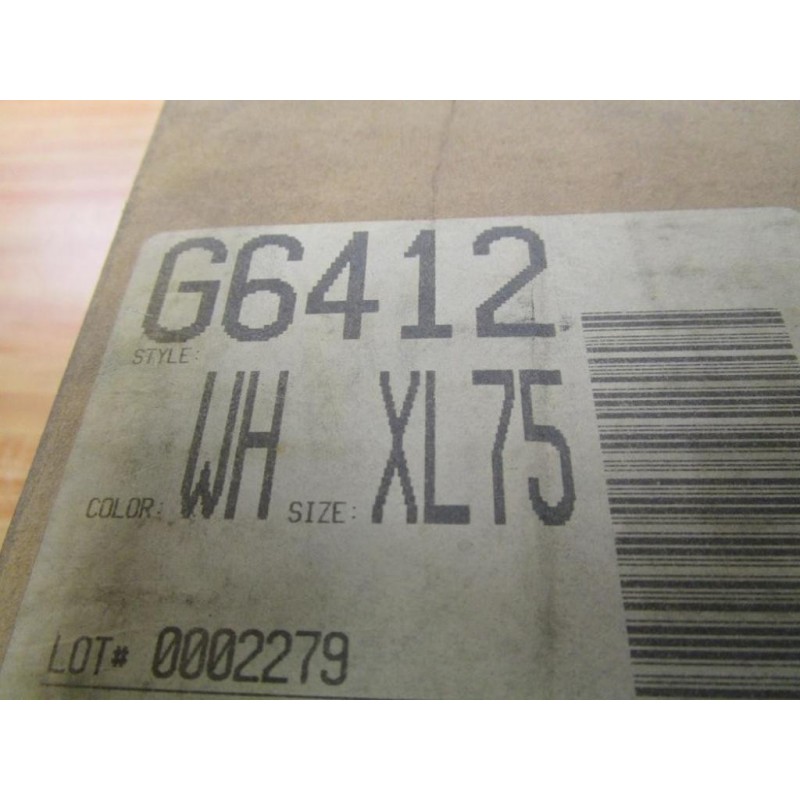 G6412
STYLE:
COLOR: WH SIZE: XL75
LOT# 0002279